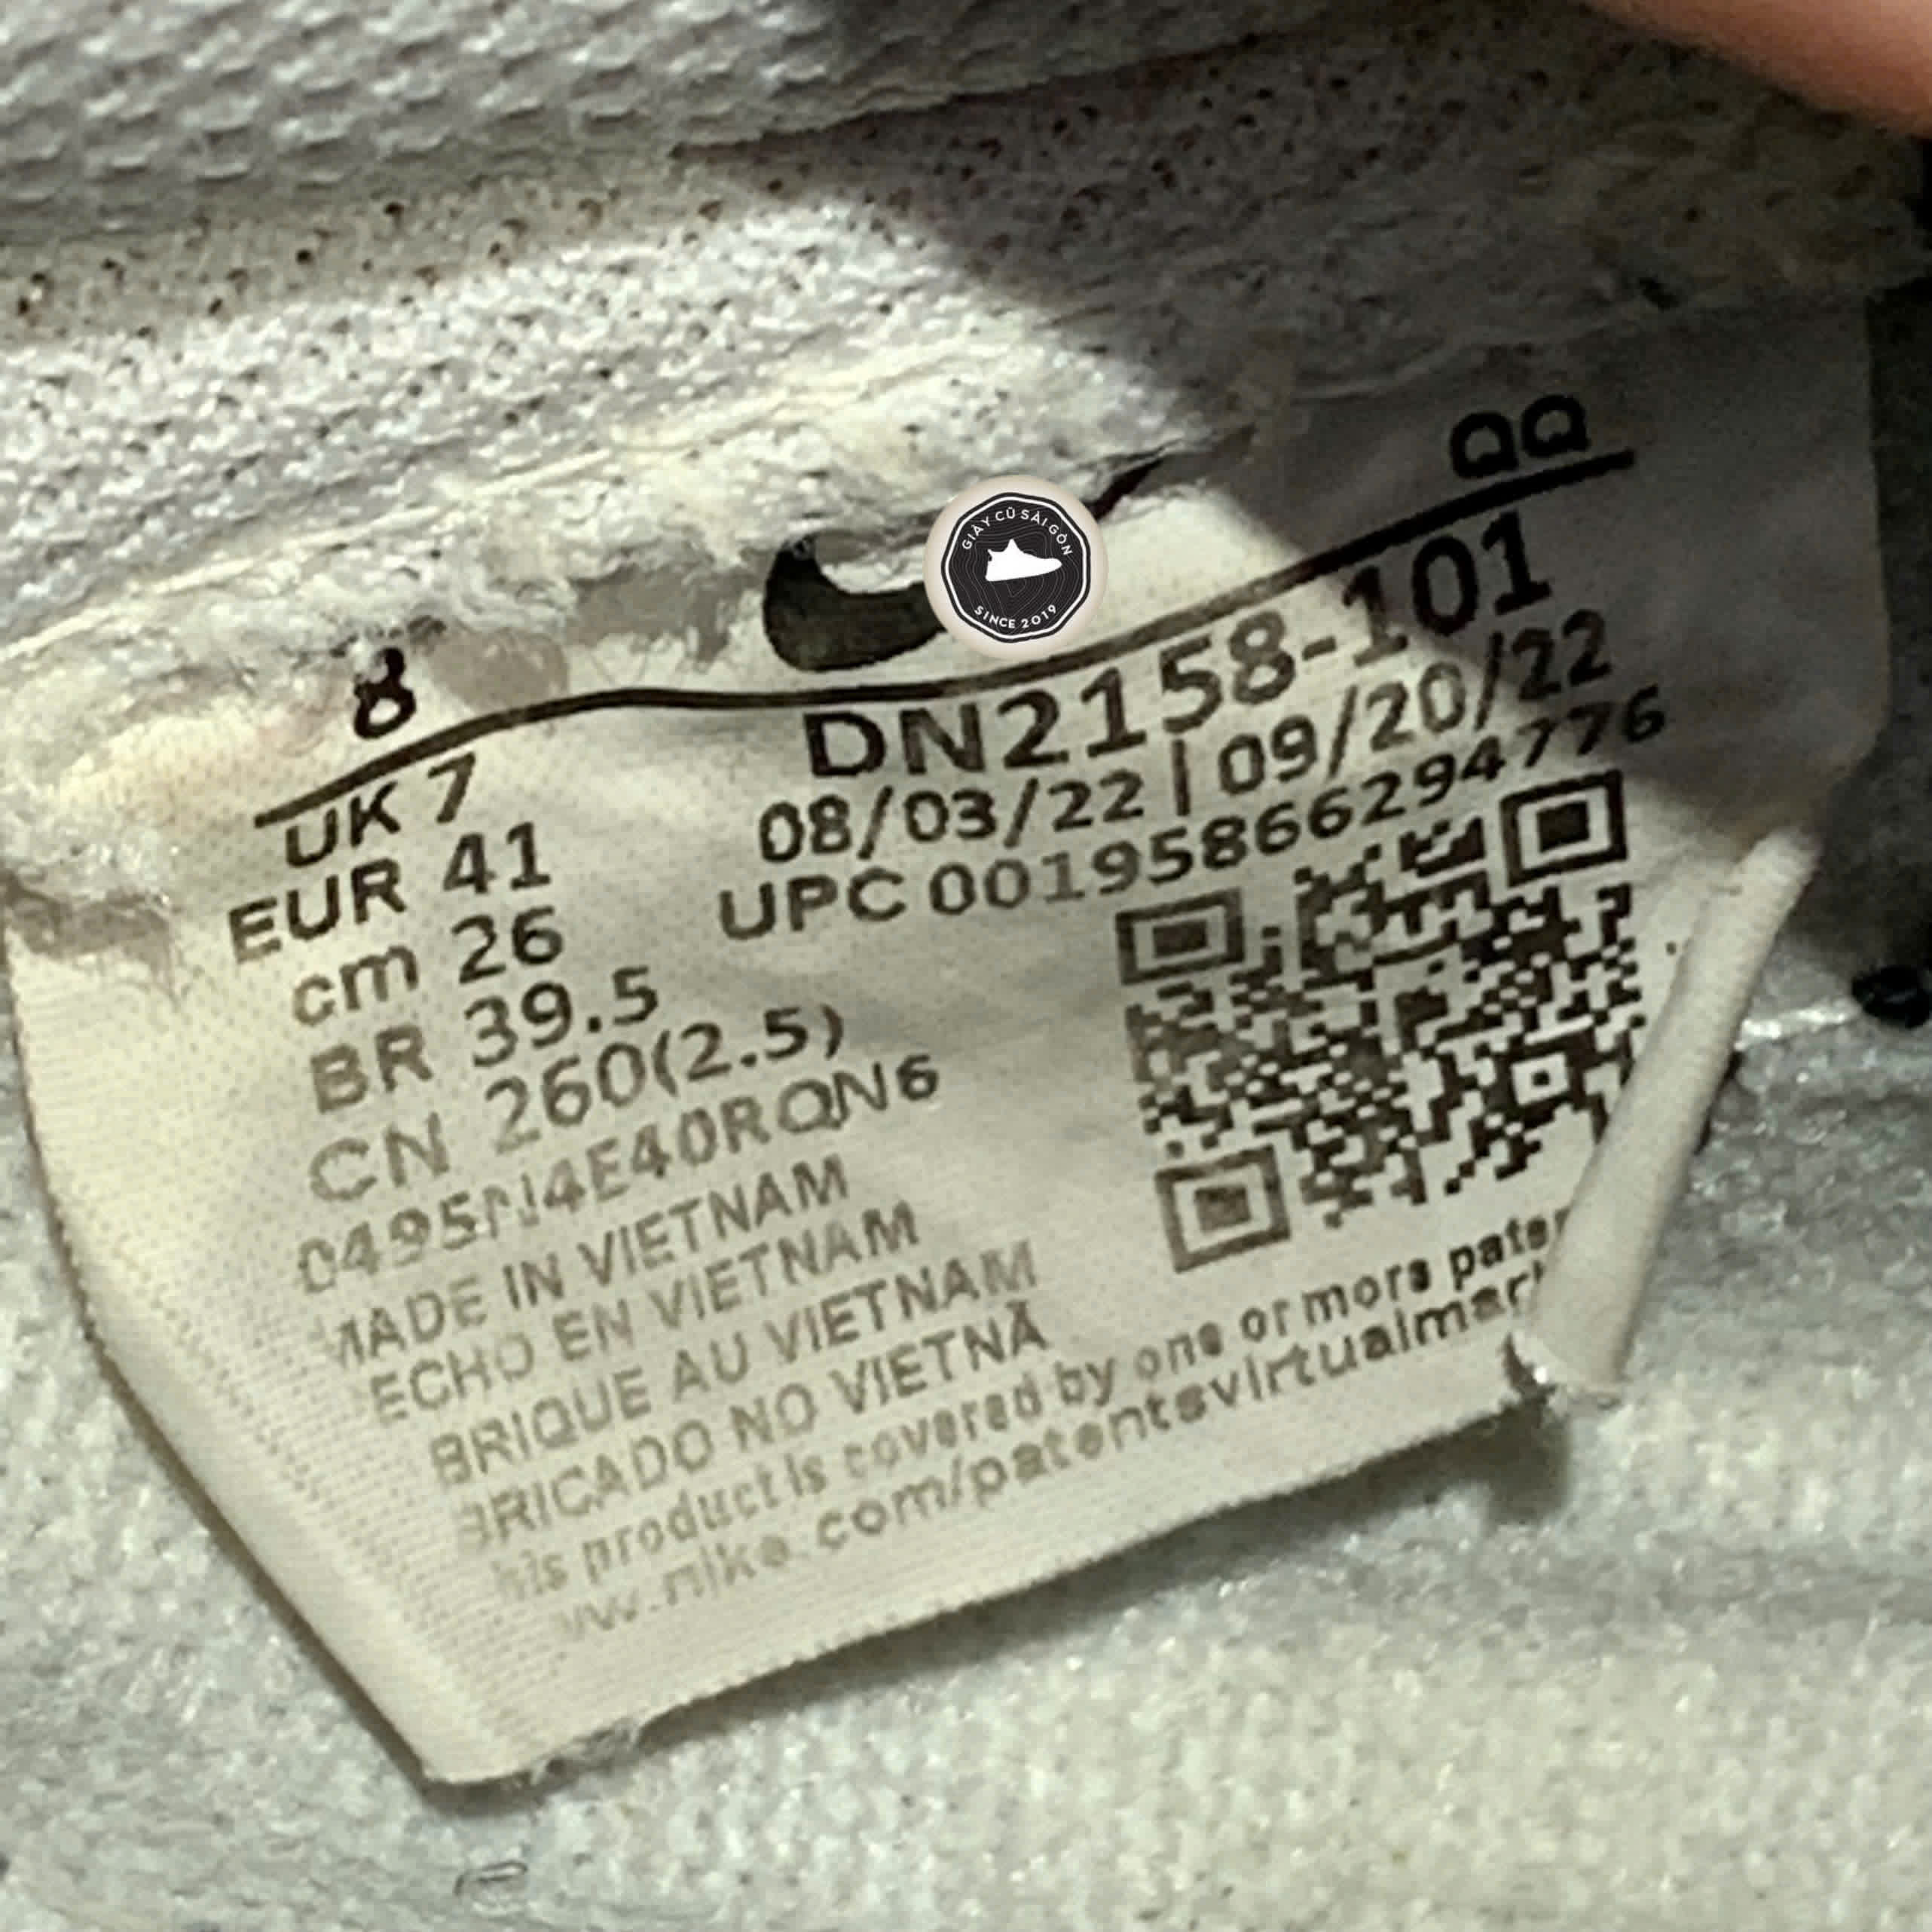 QQ
GIÀY CŨ SÀI GÒN
SINCE 2019
8
UK 7
EUR 41
cm 26
BR 39.5
CN 260(2.5)
DN2158-101
08/03/22 | 09/20/22
UPC 00195866294776
0495N4E40RQN6
MADE IN VIETNAM
ECHO EN VIETNAM
BRIQUE AU VIETNAM
BRICADO NO VIETNÃ
his product is covered by one or more pate
ww.nike.com/patentsvirtualmar